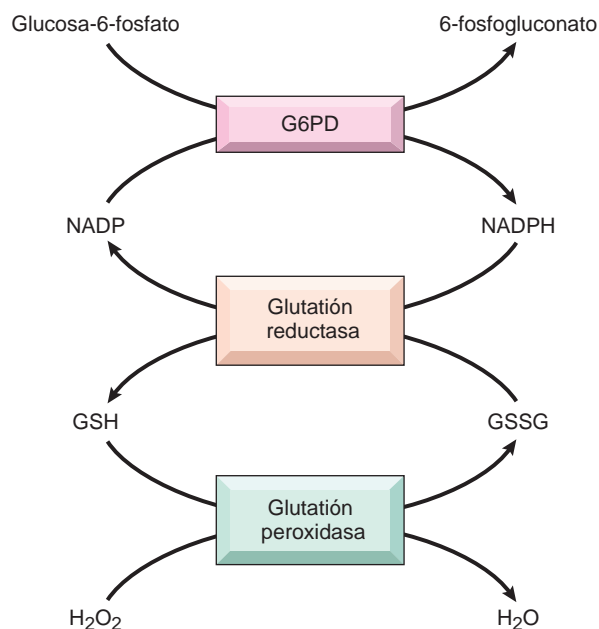 Glucosa-6-fosfato
6-fosfogluconato
G6PD
NADP
NADPH
Glutatión
reductasa
GSH
GSSG
Glutatión
peroxidasa
H₂O₂
H₂O